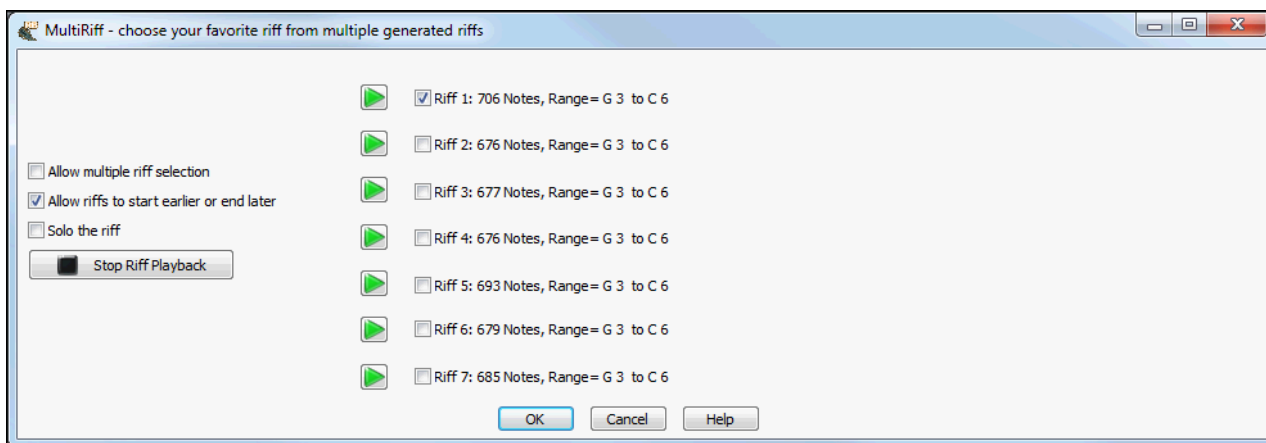 MultiRiff - choose your favorite riff from multiple generated riffs
Riff 1: 706 Notes, Range= G 3 to C 6
Riff 2: 676 Notes, Range= G 3 to C 6
Allow multiple riff selection
Riff 3: 677 Notes, Range= G 3 to C 6
Allow riffs to start earlier or end later
Solo the riff
Riff 4: 676 Notes, Range= G 3 to C 6
Stop Riff Playback
Riff 5: 693 Notes, Range= G 3 to C 6
Riff 6: 679 Notes, Range= G 3 to C 6
Riff 7: 685 Notes, Range= G 3 to C 6
OK Cancel Help